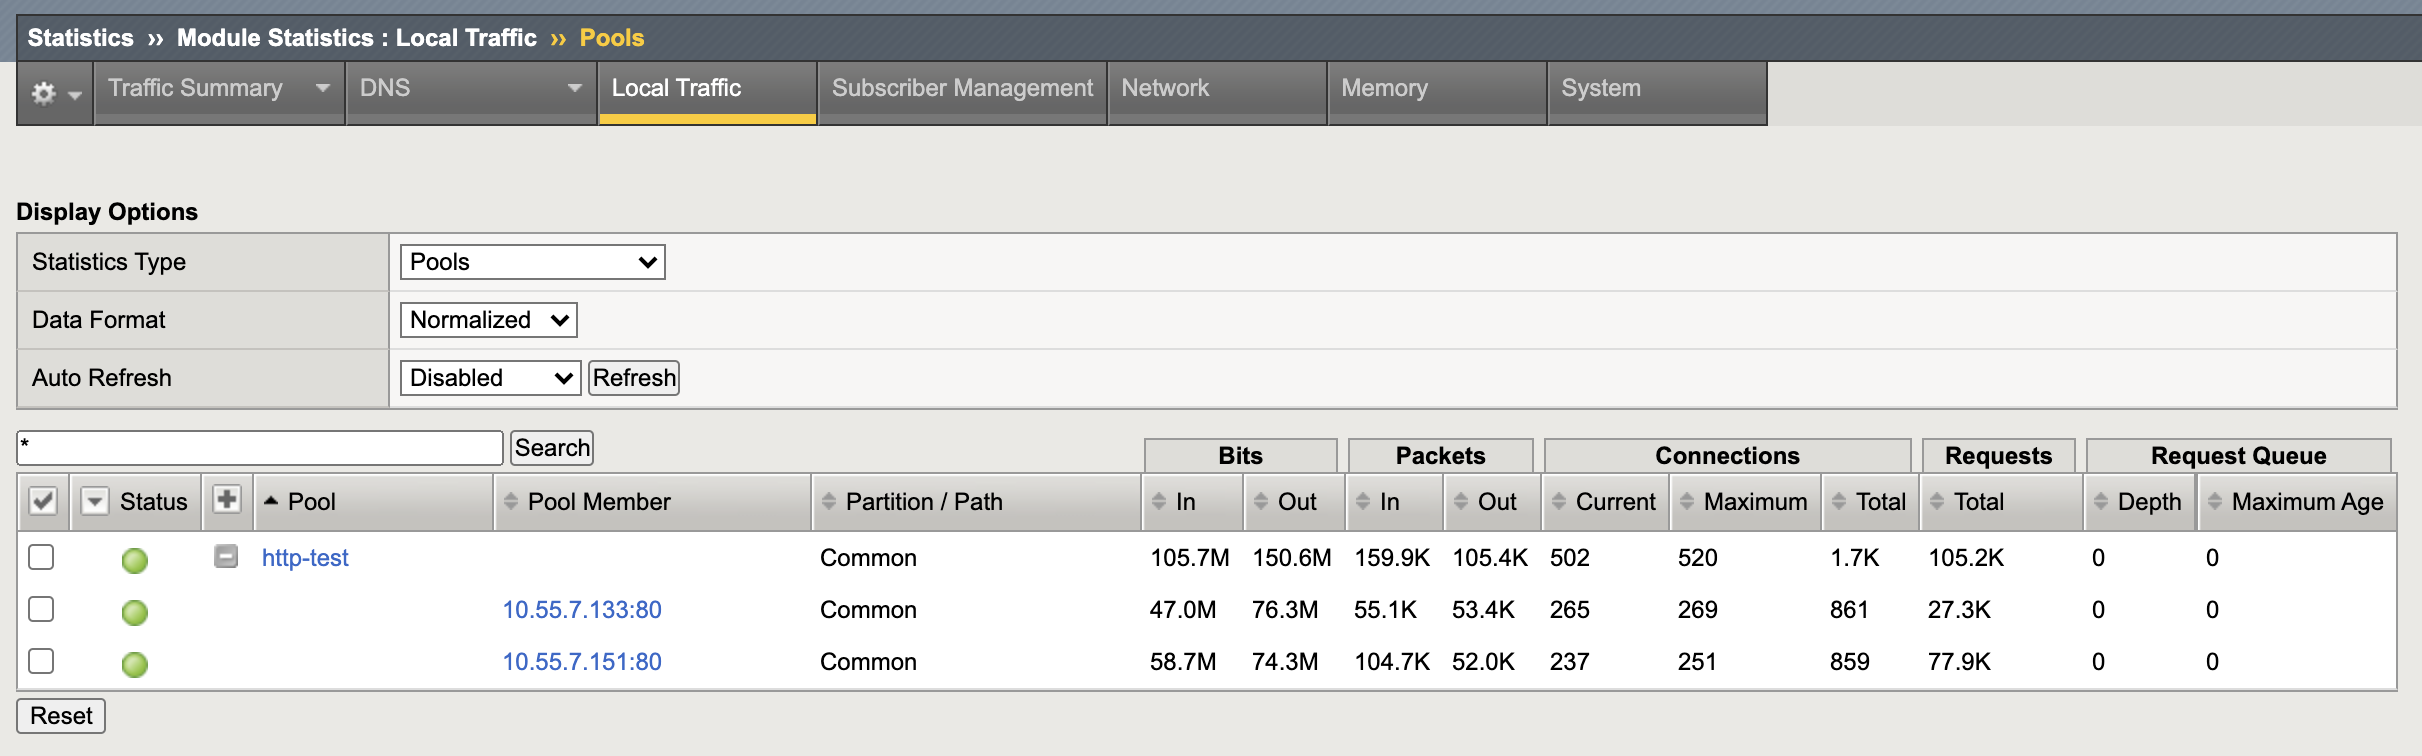 Statistics ›› Module Statistics : Local Traffic ›› Pools
Traffic Summary DNS Local Traffic Subscriber Management Network Memory System
Display Options
Statistics Type Pools
Data Format Normalized
Auto Refresh Disabled Refresh
* Search Bits Packets Connections Requests Request Queue
Status Pool Pool Member Partition / Path In Out In Out Current Maximum Total Total Depth Maximum Age
http-test Common 105.7M 150.6M 159.9K 105.4K 502 520 1.7K 105.2K 0 0
10.55.7.133:80 Common 47.0M 76.3M 55.1K 53.4K 265 269 861 27.3K 0 0
10.55.7.151:80 Common 58.7M 74.3M 104.7K 52.0K 237 251 859 77.9K 0 0
Reset